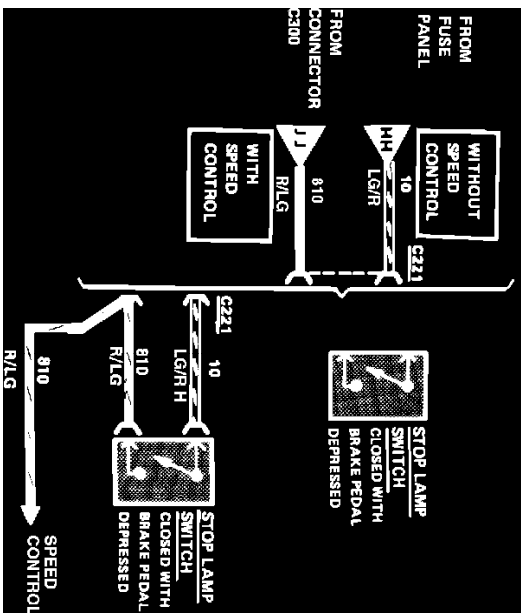 FROM
FUSE
PANEL
FROM
CONNECTOR
C300
HH
JJ
WITHOUT
SPEED
CONTROL
WITH
SPEED
CONTROL
10
LG/R
810
R/LG
C221
C221
10
LG/R H
810
R/LG
810
R/LG
STOP LAMP
SWITCH
CLOSED WITH
BRAKE PEDAL
DEPRESSED
STOP LAMP
SWITCH
CLOSED WITH
BRAKE PEDAL
DEPRESSED
SPEED
CONTROL